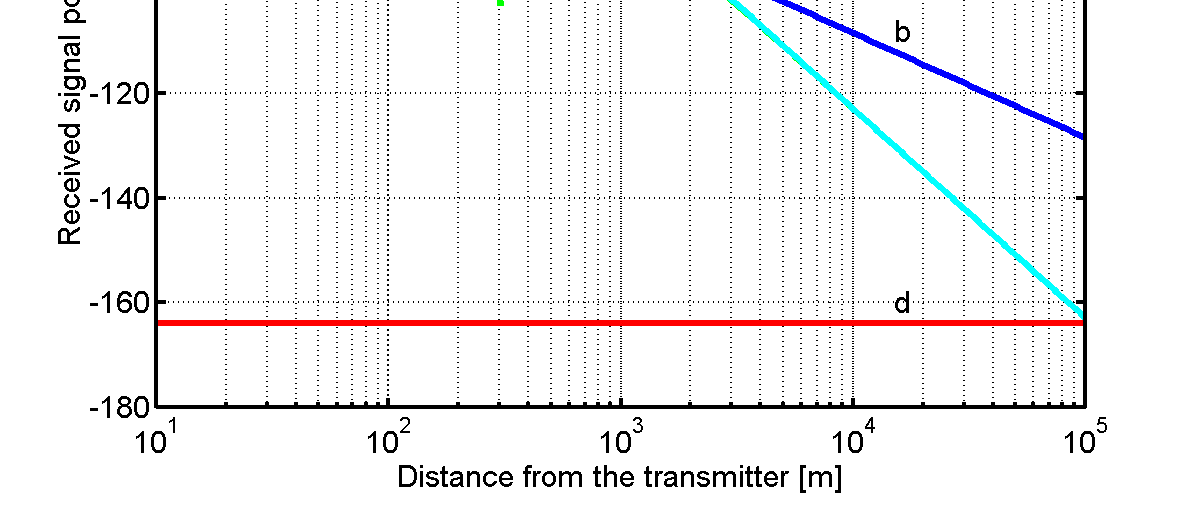 Received signal
b
-120
-140
-160
d
-180
10^1 10^2 10^3 10^4 10^5
Distance from the transmitter [m]